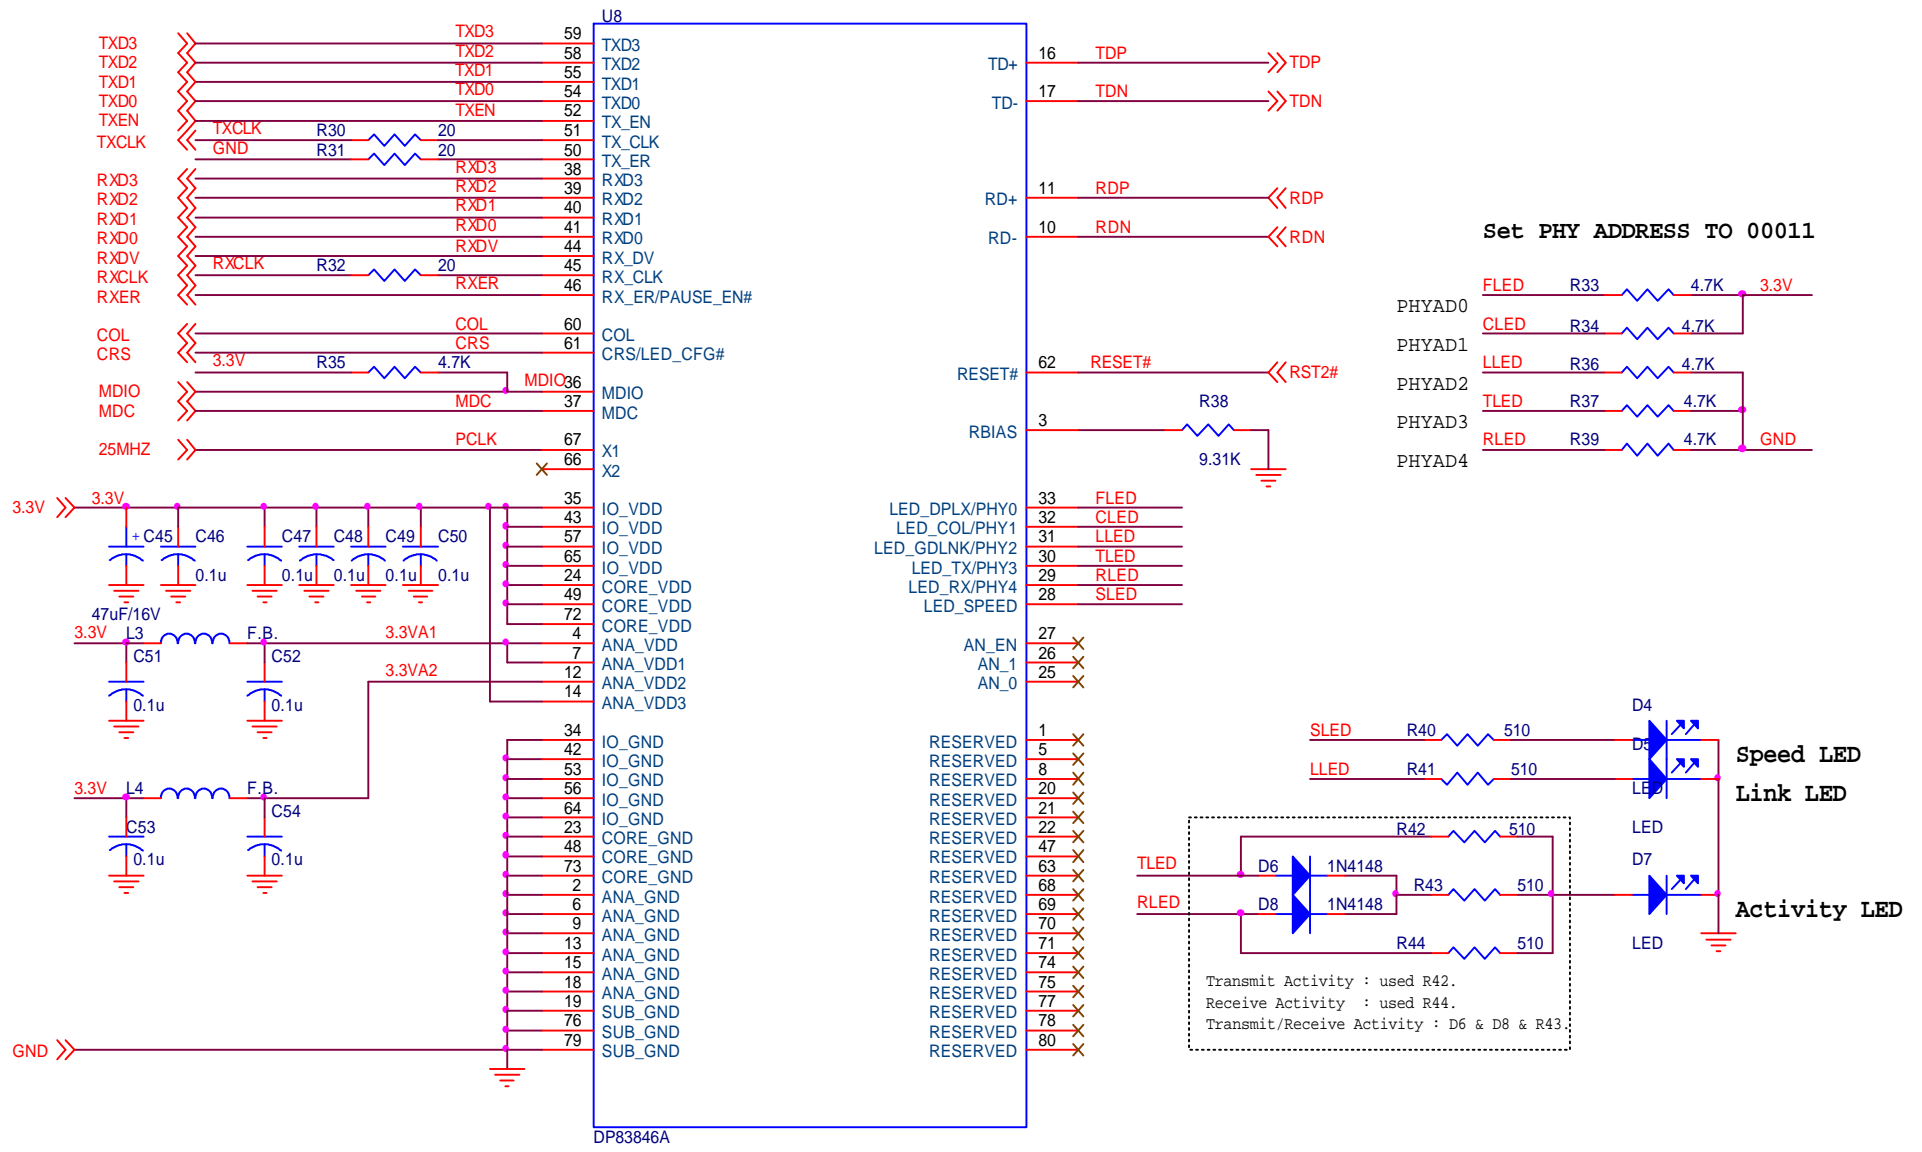 U8
TXD3 TXD3 59 TXD3
TXD2 TXD2 58 TXD2
TXD1 TXD1 55 TXD1
TXD0 TXD0 54 TXD0
TXEN TXEN 52 TX_EN
TXCLK TXCLK R30 20 51 TX_CLK
GND R31 20 50 TX_ER
RXD3 RXD3 38 RXD3
RXD2 RXD2 39 RXD2
RXD1 RXD1 40 RXD1
RXD0 RXD0 41 RXD0
RXDV RXDV 44 RX_DV
RXCLK RXCLK R32 20 45 RX_CLK
RXER RXER 46 RX_ER/PAUSE_EN#
COL COL 60 COL
CRS CRS 61 CRS/LED_CFG#
3.3V R35 4.7K
MDIO MDIO 36 MDIO
MDC MDC 37 MDC
25MHZ PCLK 67 X1
66 X2
3.3V 3.3V 35 IO_VDD
43 IO_VDD
57 IO_VDD
65 IO_VDD
24 CORE_VDD
49 CORE_VDD
72 CORE_VDD
4 ANA_VDD
7 ANA_VDD1
12 ANA_VDD2
14 ANA_VDD3
+ C45 C46 C47 C48 C49 C50
0.1u 0.1u 0.1u 0.1u 0.1u
47uF/16V
3.3V L3 F.B. 3.3VA1
C51 C52
3.3VA2
0.1u 0.1u
3.3V L4 F.B.
C53 C54
0.1u 0.1u
34 IO_GND
42 IO_GND
53 IO_GND
56 IO_GND
64 IO_GND
23 CORE_GND
48 CORE_GND
73 CORE_GND
2 ANA_GND
6 ANA_GND
9 ANA_GND
13 ANA_GND
15 ANA_GND
18 ANA_GND
19 SUB_GND
76 SUB_GND
GND 79 SUB_GND
DP83846A
TD+ 16 TDP TDP
TD- 17 TDN TDN
RD+ 11 RDP RDP
RD- 10 RDN RDN
RESET# 62 RESET# RST2#
RBIAS 3 R38
9.31K
LED_DPLX/PHY0 33 FLED
LED_COL/PHY1 32 CLED
LED_GDLNK/PHY2 31 LLED
LED_TX/PHY3 30 TLED
LED_RX/PHY4 29 RLED
LED_SPEED 28 SLED
AN_EN 27
AN_1 26
AN_0 25
RESERVED 1
RESERVED 5
RESERVED 8
RESERVED 20
RESERVED 21
RESERVED 22
RESERVED 47
RESERVED 63
RESERVED 68
RESERVED 69
RESERVED 70
RESERVED 71
RESERVED 74
RESERVED 75
RESERVED 77
RESERVED 78
RESERVED 80
Set PHY ADDRESS TO 00011
PHYAD0 FLED R33 4.7K 3.3V
PHYAD1 CLED R34 4.7K
PHYAD2 LLED R36 4.7K
PHYAD3 TLED R37 4.7K
PHYAD4 RLED R39 4.7K GND
D4
SLED R40 510 D5 Speed LED
LLED R41 510 LED Link LED
LED
R42 510
TLED D6 1N4148 D7
R43 510
RLED D8 1N4148 Activity LED
R44 510 LED
Transmit Activity : used R42.
Receive Activity : used R44.
Transmit/Receive Activity : D6 & D8 & R43.